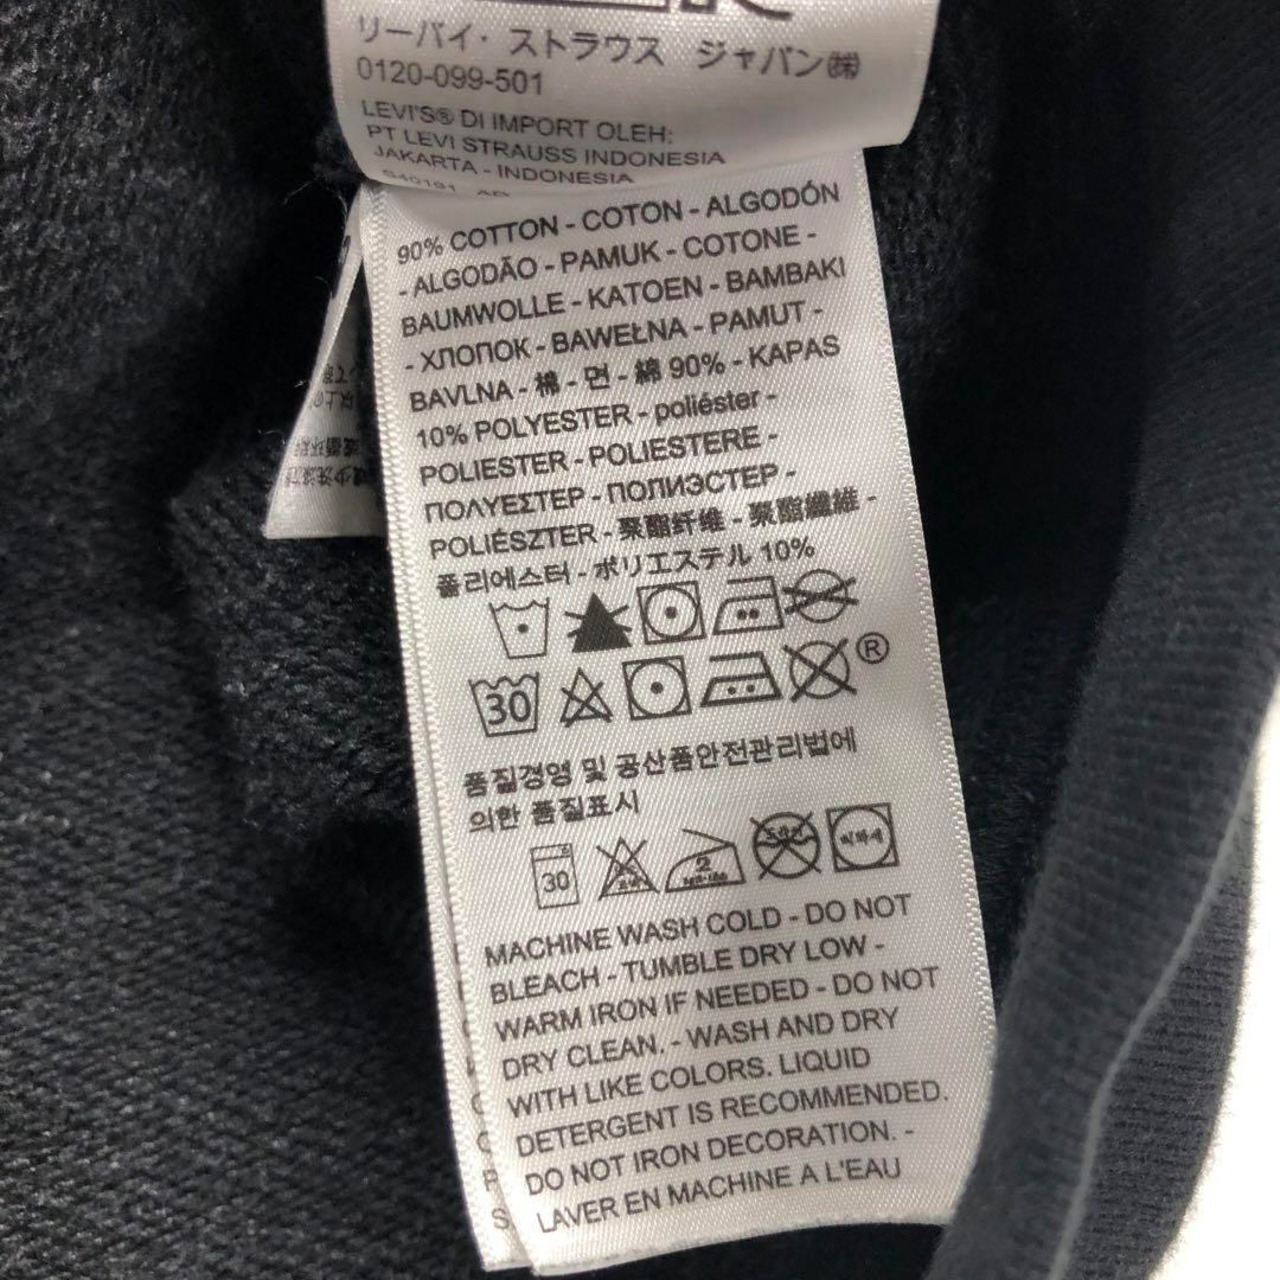 リーバイ・ストラウス ジャパン㈱
0120-099-501
LEVI'S® DI IMPORT OLEH:
PT LEVI STRAUSS INDONESIA
JAKARTA - INDONESIA
90% COTTON - COTON - ALGODÓN
- ALGODÃO - PAMUK - COTONE -
BAUMWOLLE - KATOEN - BAMBAKI
- ХЛОПОК - BAWEŁNA - PAMUT -
BAVLNA - 棉 - 면 - 綿 90% - KAPAS
10% POLYESTER - poliéster -
POLIESTER - POLIESTERE -
ΠΟΛΥΕΣΤΕΡ - ПОЛИЭСТЕР -
POLIÉSZTER - 聚酯纤维 - 聚酯纖維 -
폴리에스터 - ポリエステル 10%
30 ®
품질경영 및 공산품안전관리법에
의한 품질표시
30 2
MACHINE WASH COLD - DO NOT
BLEACH - TUMBLE DRY LOW -
WARM IRON IF NEEDED - DO NOT
DRY CLEAN. - WASH AND DRY
WITH LIKE COLORS. LIQUID
DETERGENT IS RECOMMENDED.
DO NOT IRON DECORATION. -
LAVER EN MACHINE A L'EAU